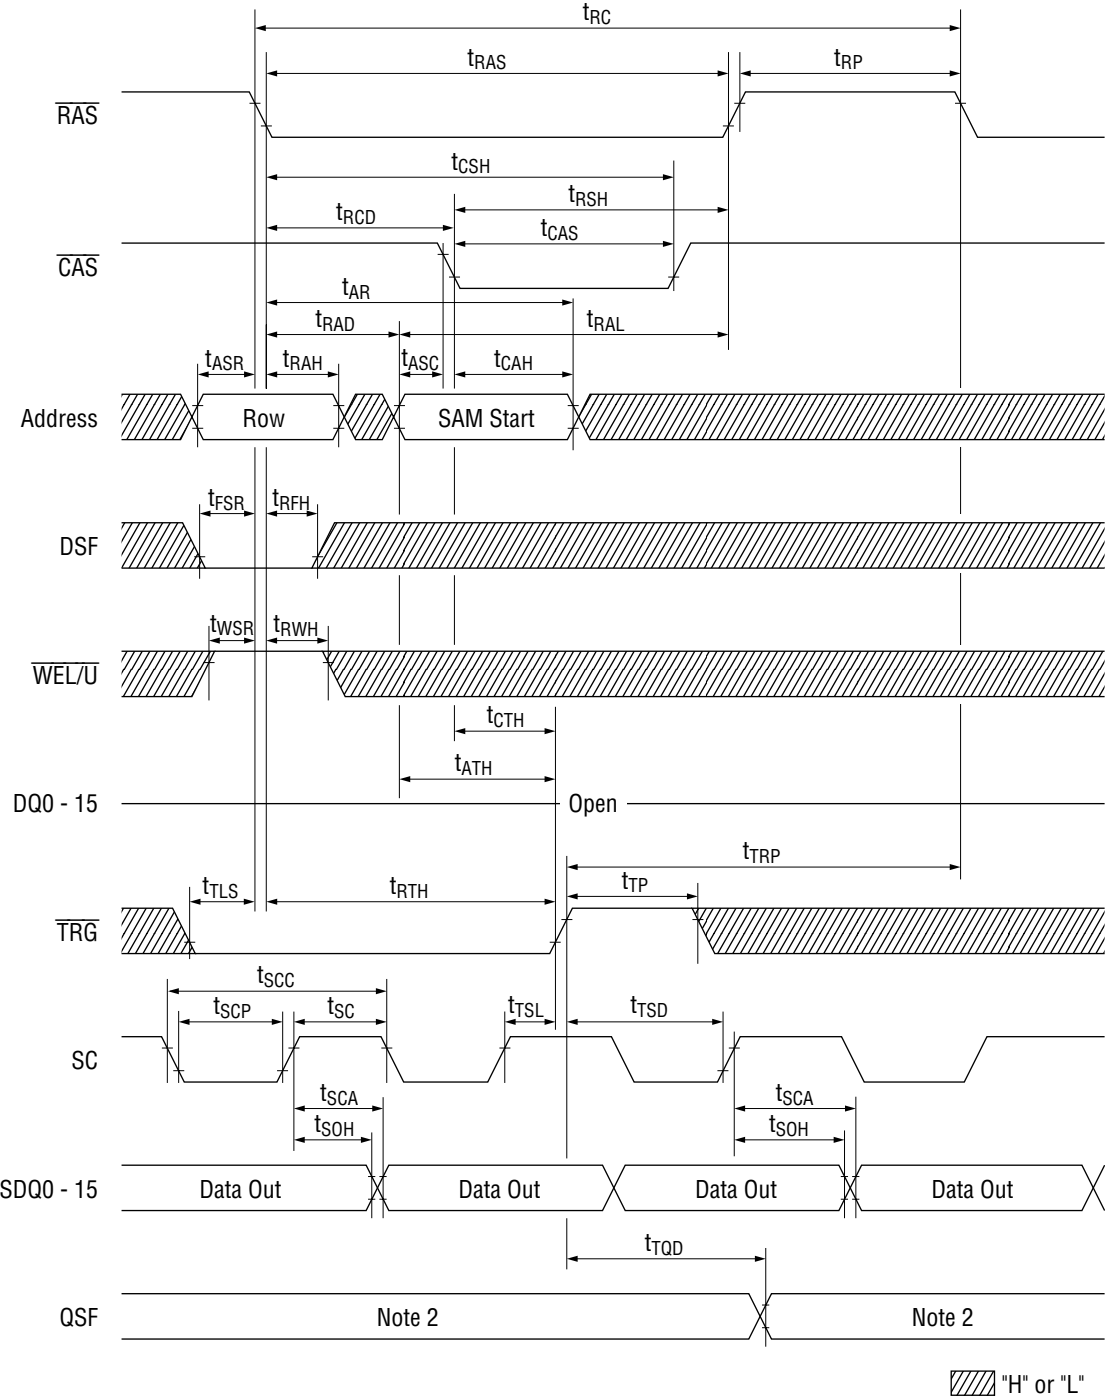 tRC
tRAS
tRP
RAS
tCSH
tRSH
tRCD
tCAS
CAS
tAR
tRAD
tRAL
tASR
tRAH
tASC
tCAH
Address
Row
SAM Start
tFSR
tRFH
DSF
tWSR
tRWH
WEL/U
tCTH
tATH
DQ0 - 15
Open
tTRP
tTLS
tRTH
tTP
TRG
tSCC
tSCP
tSC
tTSL
tTSD
SC
tSCA
tSCA
tSOH
tSOH
SDQ0 - 15
Data Out
Data Out
Data Out
Data Out
tTQD
QSF
Note 2
Note 2
"H" or "L"